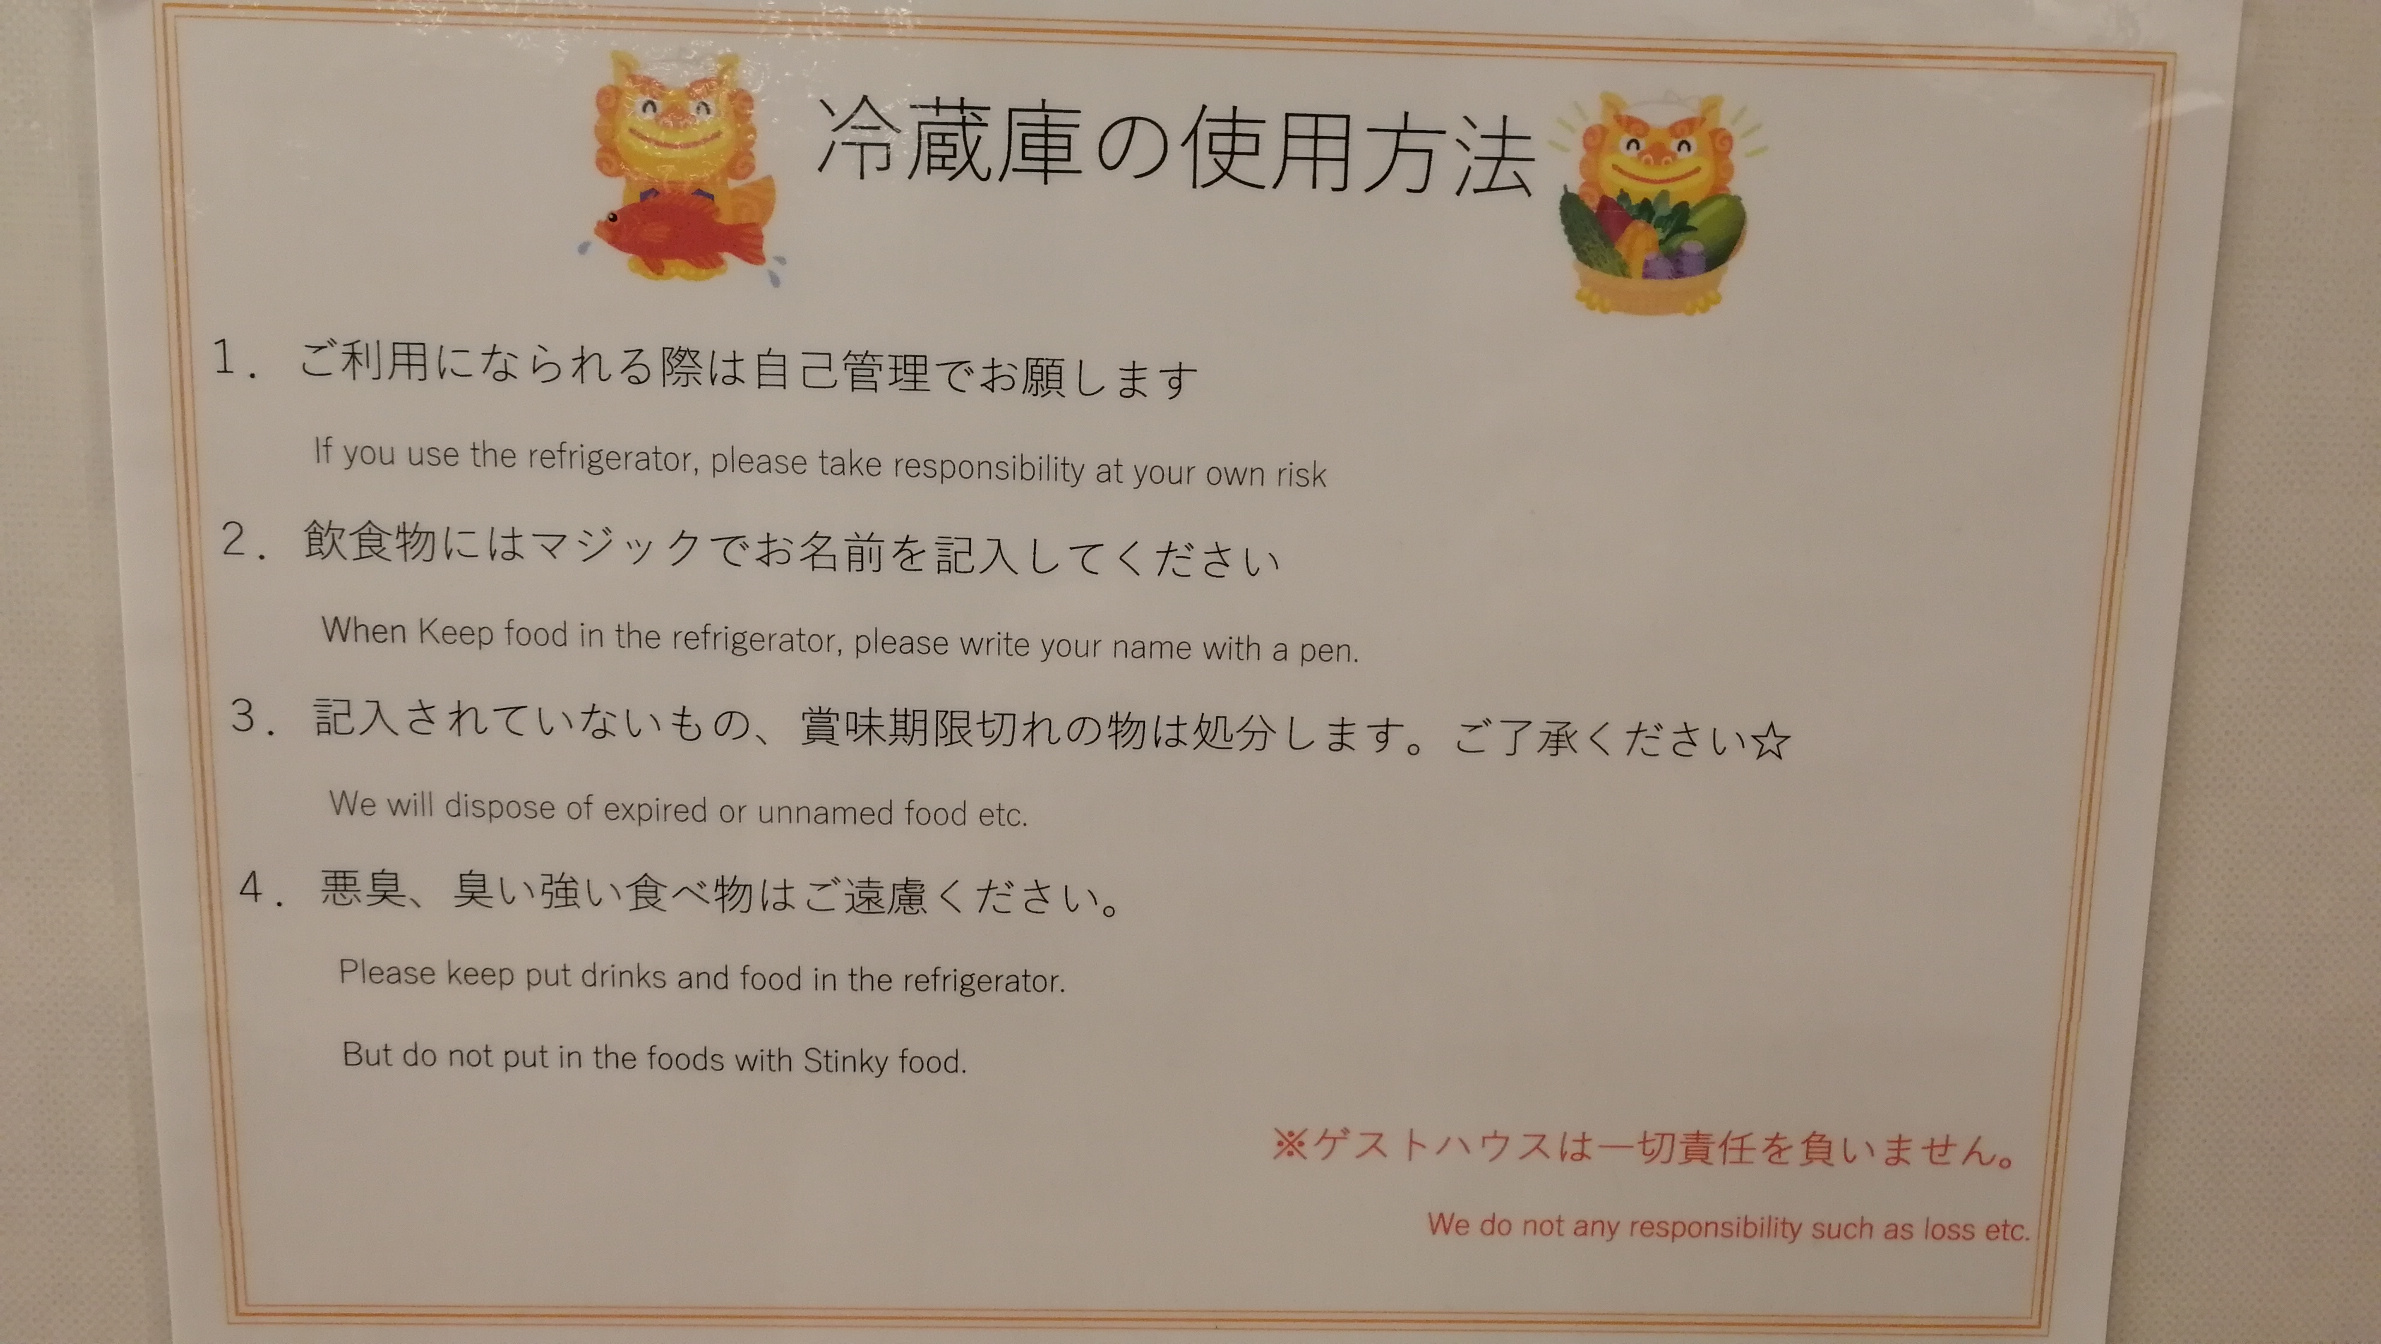 冷蔵庫の使用方法
1. ご利用になられる際は自己管理でお願します
If you use the refrigerator, please take responsibility at your own risk
2. 飲食物にはマジックでお名前を記入してください
When Keep food in the refrigerator, please write your name with a pen.
3. 記入されていないもの、賞味期限切れの物は処分します。ご了承ください☆
We will dispose of expired or unnamed food etc.
4. 悪臭、臭い強い食べ物はご遠慮ください。
Please keep put drinks and food in the refrigerator.
But do not put in the foods with Stinky food.
※ゲストハウスは一切責任を負いません。
We do not any responsibility such as loss etc.